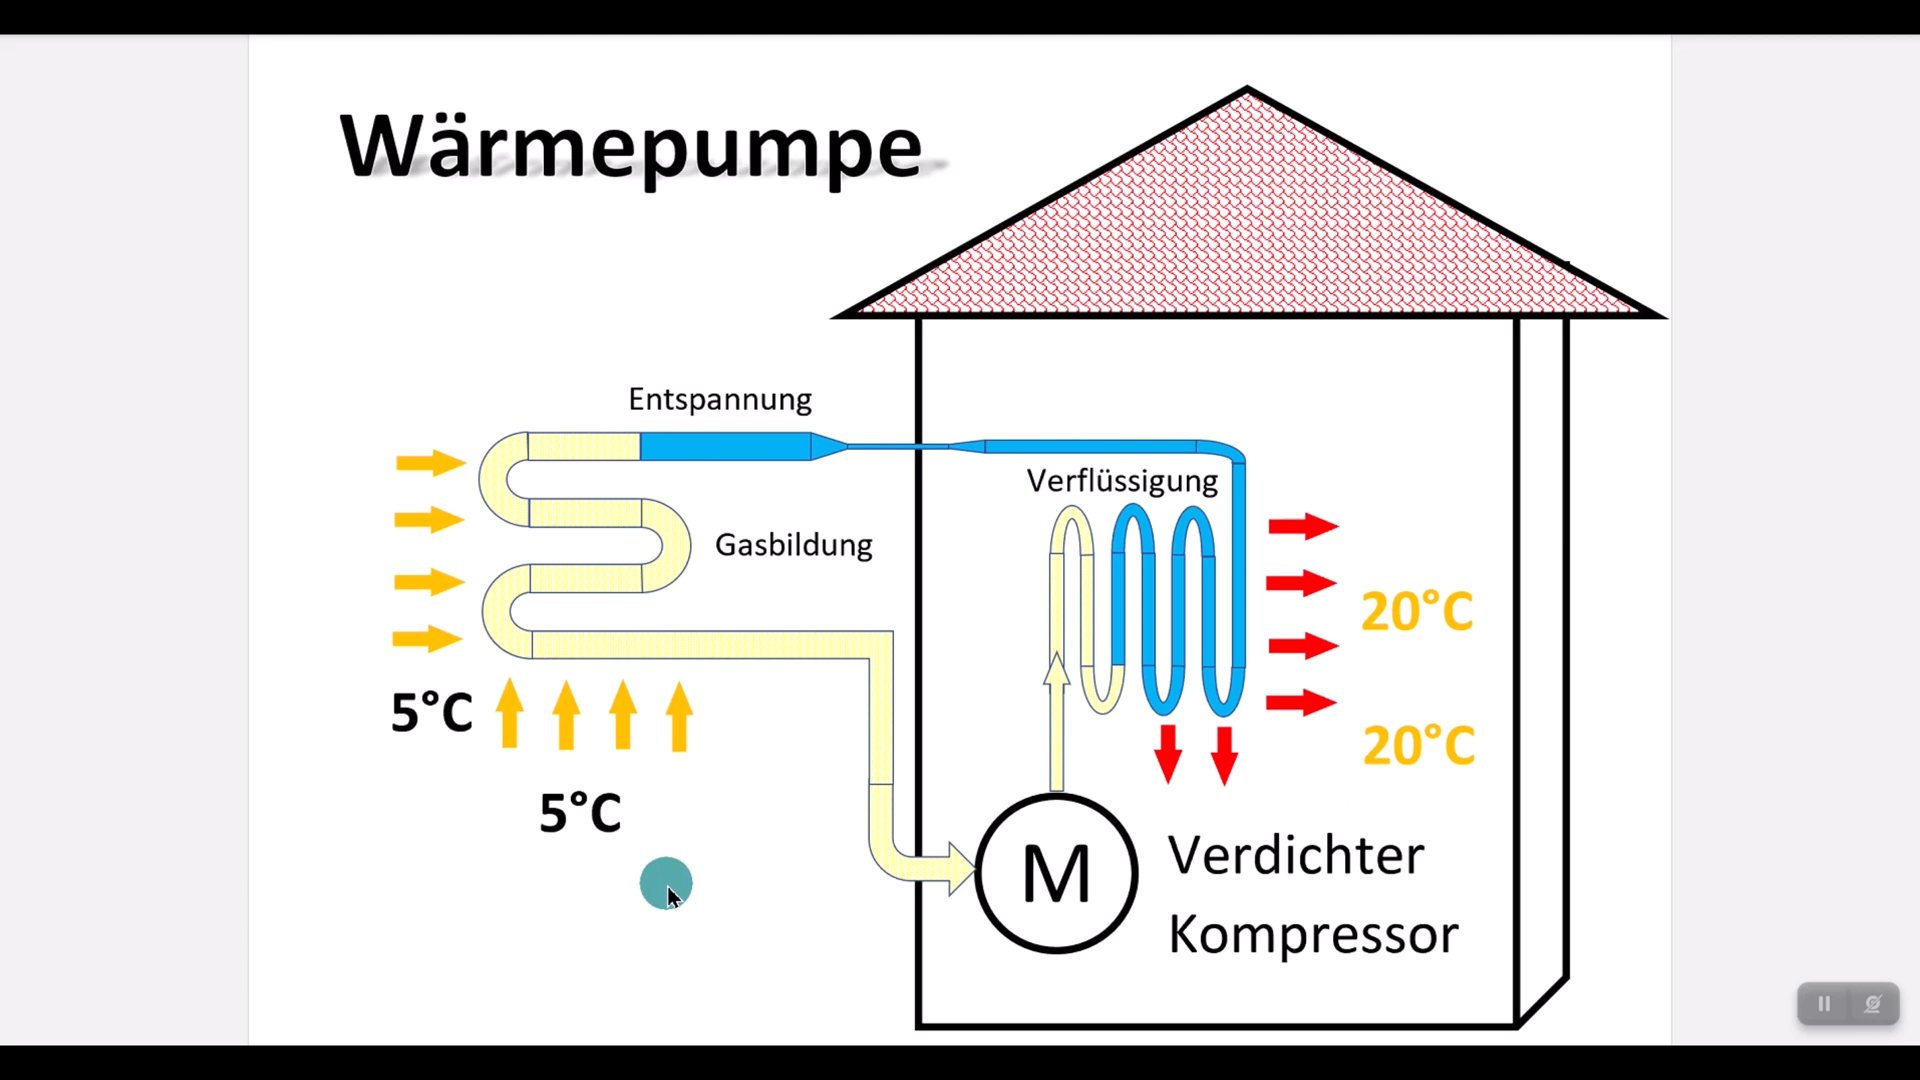 Wärmepumpe
Entspannung
Verflüssigung
Gasbildung
20°C
5°C
20°C
5°C
M
Verdichter
Kompressor